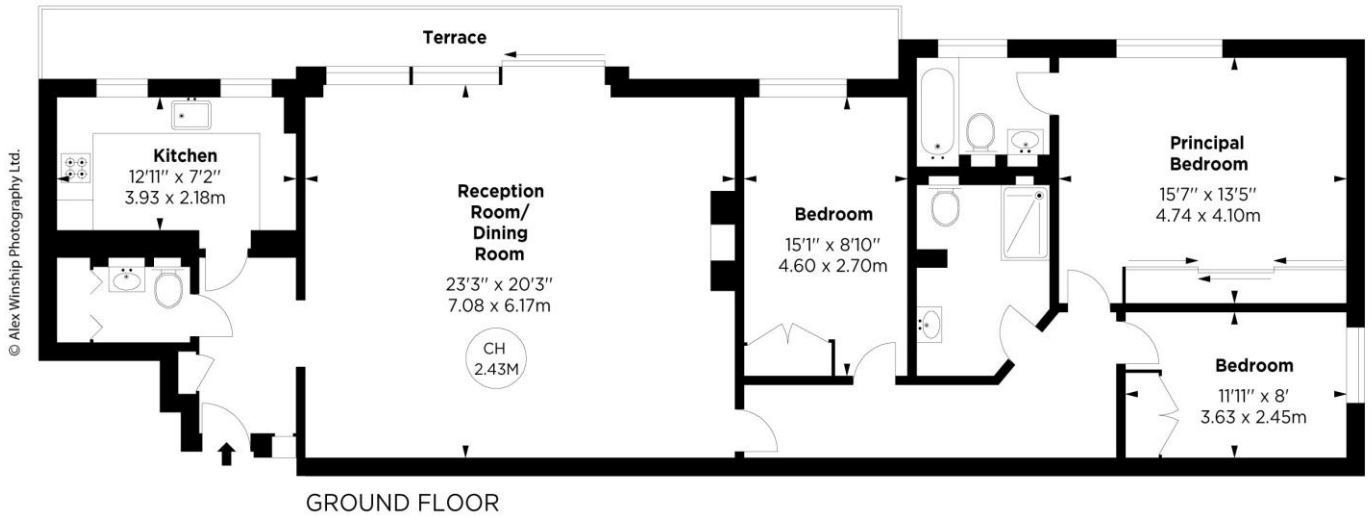 Terrace
Kitchen
12'11'' x 7'2''
3.93 x 2.18m
Reception
Room/
Dining
Room
23'3'' x 20'3''
7.08 x 6.17m
CH
2.43M
Bedroom
15'1'' x 8'10''
4.60 x 2.70m
Principal
Bedroom
15'7'' x 13'5''
4.74 x 4.10m
Bedroom
11'11'' x 8'
3.63 x 2.45m
© Alex Winship Photography Ltd.
GROUND FLOOR